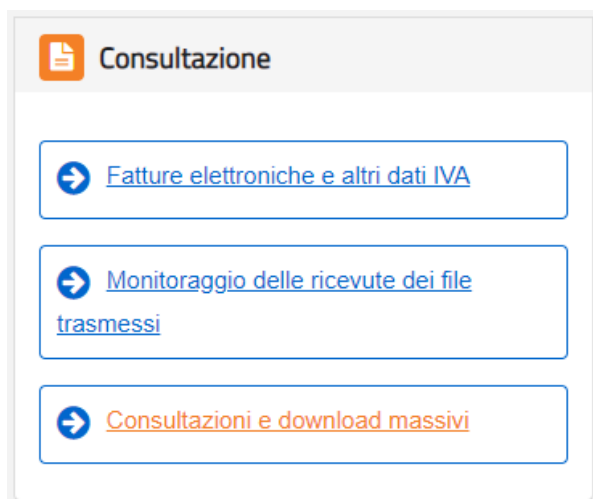 Consultazione
Fatture elettroniche e altri dati IVA
Monitoraggio delle ricevute dei file
trasmessi
Consultazioni e download massivi